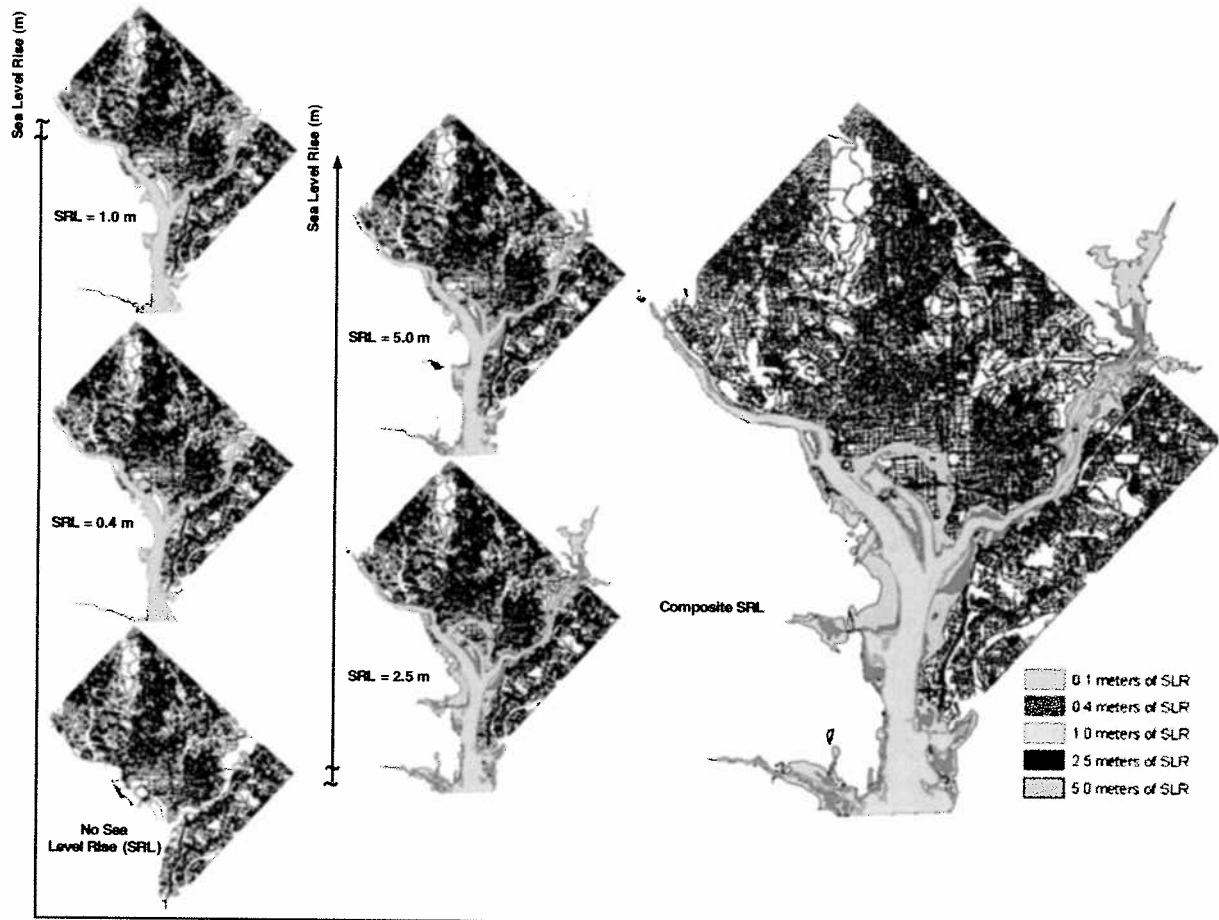 Sea Level Rise (m)
SRL = 1.0 m
SRL = 0.4 m
No Sea
Level Rise (SRL)
Sea Level Rise (m)
SRL = 5.0 m
SRL = 2.5 m
Composite SRL
0.1 meters of SLR
0.4 meters of SLR
1.0 meters of SLR
2.5 meters of SLR
5.0 meters of SLR